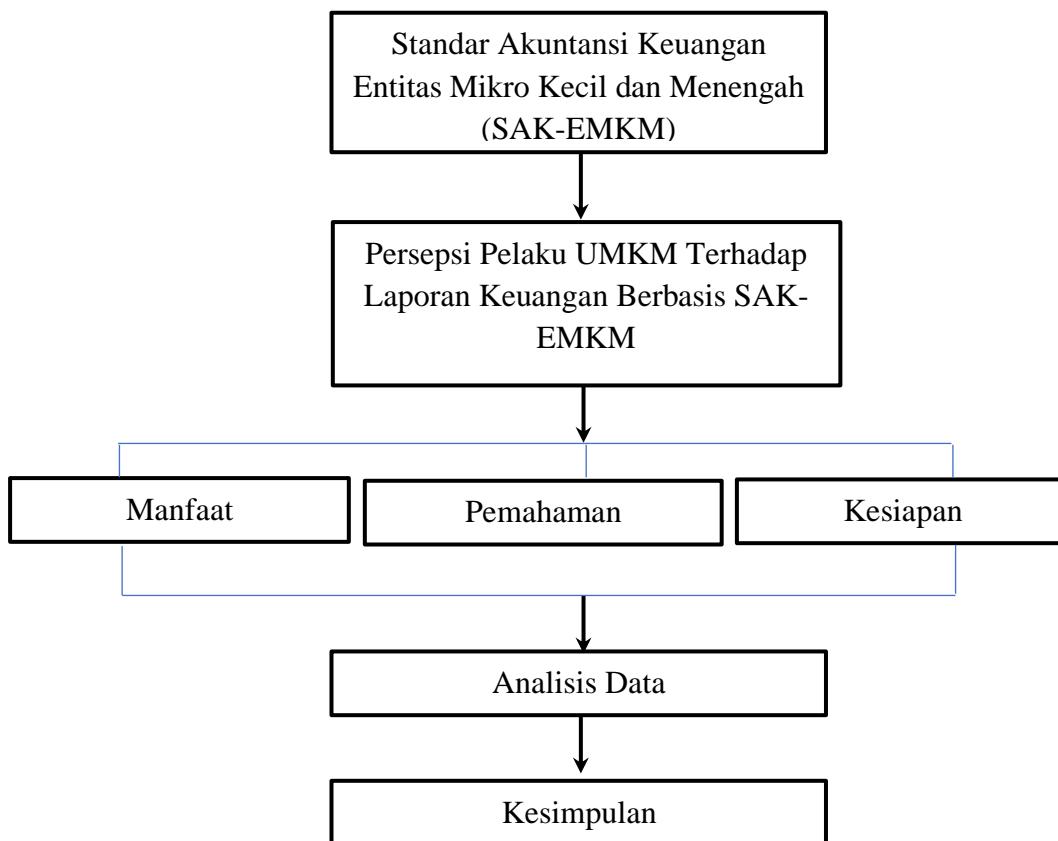 Standar Akuntansi Keuangan
Entitas Mikro Kecil dan Menengah
(SAK-EMKM)
Persepsi Pelaku UMKM Terhadap
Laporan Keuangan Berbasis SAK-
EMKM
Manfaat
Pemahaman
Kesiapan
Analisis Data
Kesimpulan